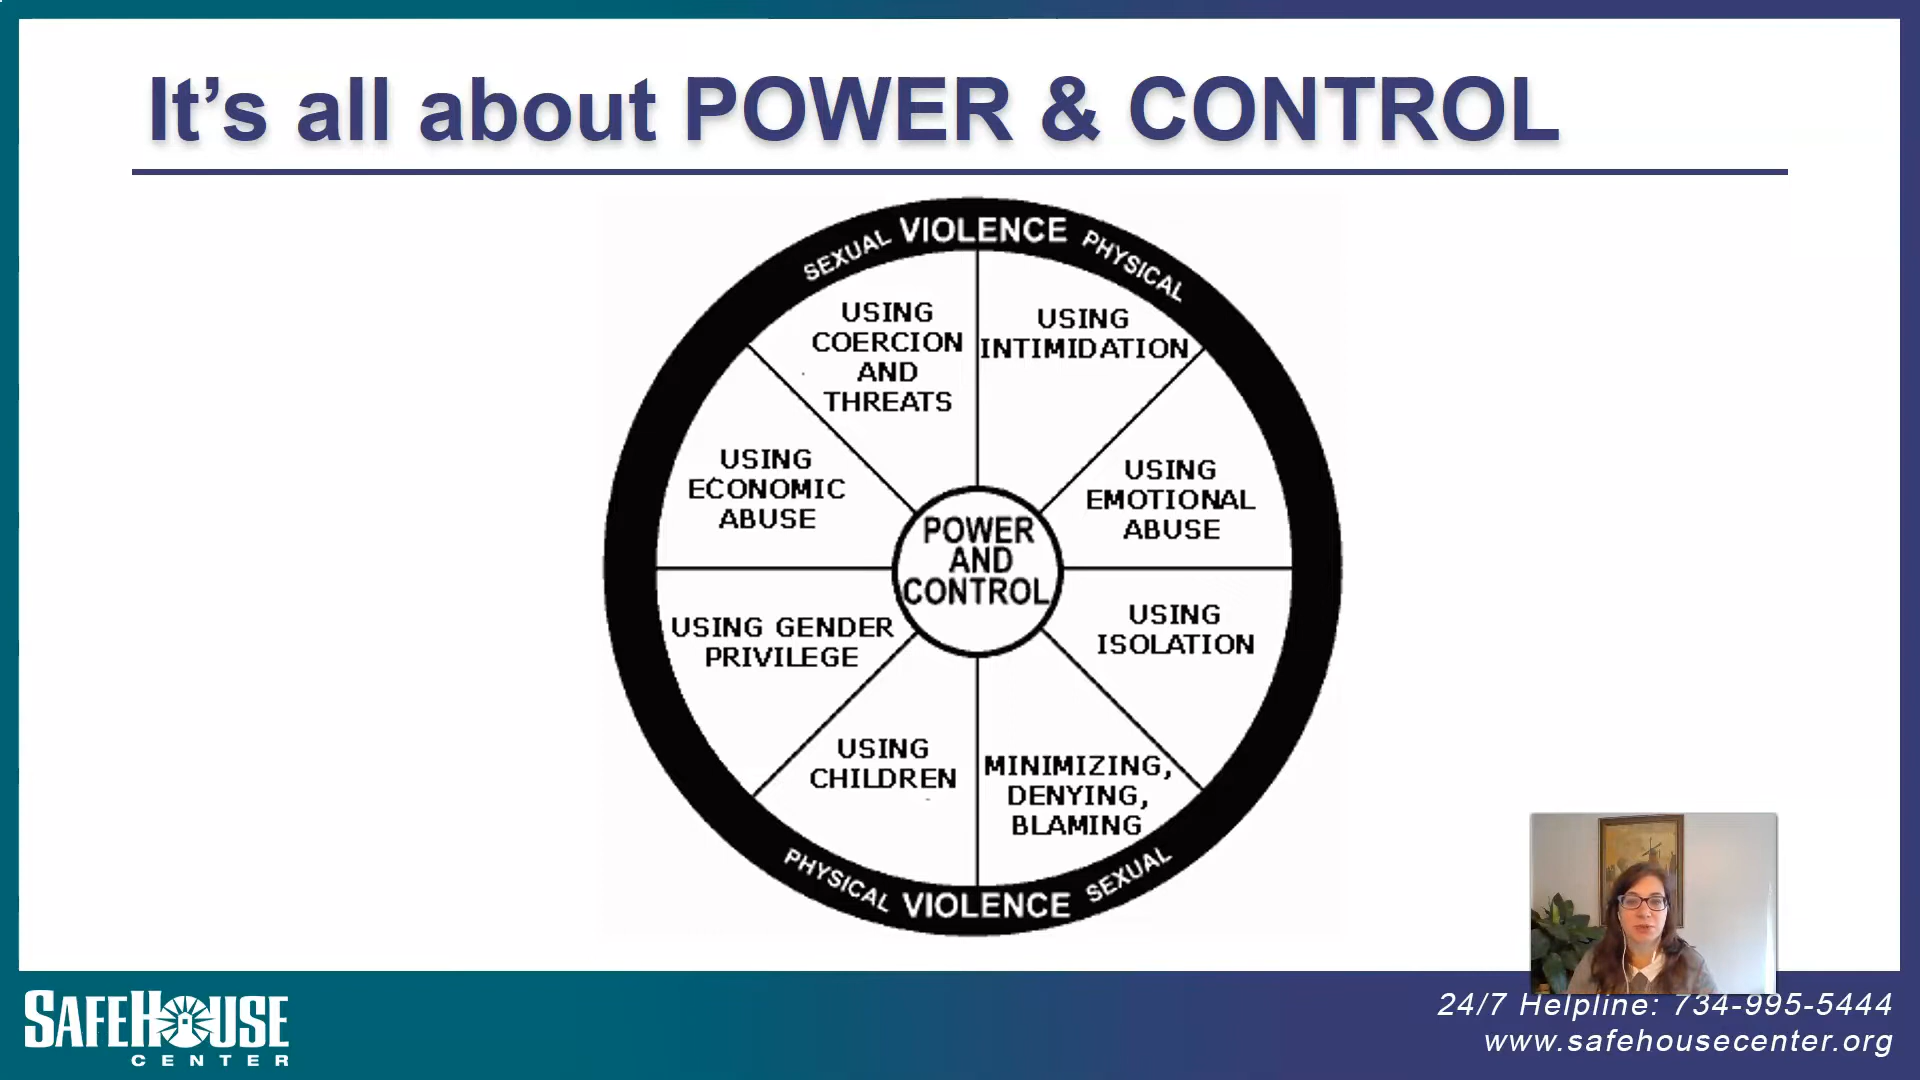 It's all about POWER & CONTROL
SEXUAL VIOLENCE PHYSICAL
USING
COERCION
AND
THREATS
USING
INTIMIDATION
USING
ECONOMIC
ABUSE
USING
EMOTIONAL
ABUSE
POWER
AND
CONTROL
USING GENDER
PRIVILEGE
USING
ISOLATION
USING
CHILDREN
MINIMIZING,
DENYING,
BLAMING
PHYSICAL VIOLENCE SEXUAL
SAFEHOUSE
CENTER
24/7 Helpline: 734-995-5444
www.safehousecenter.org